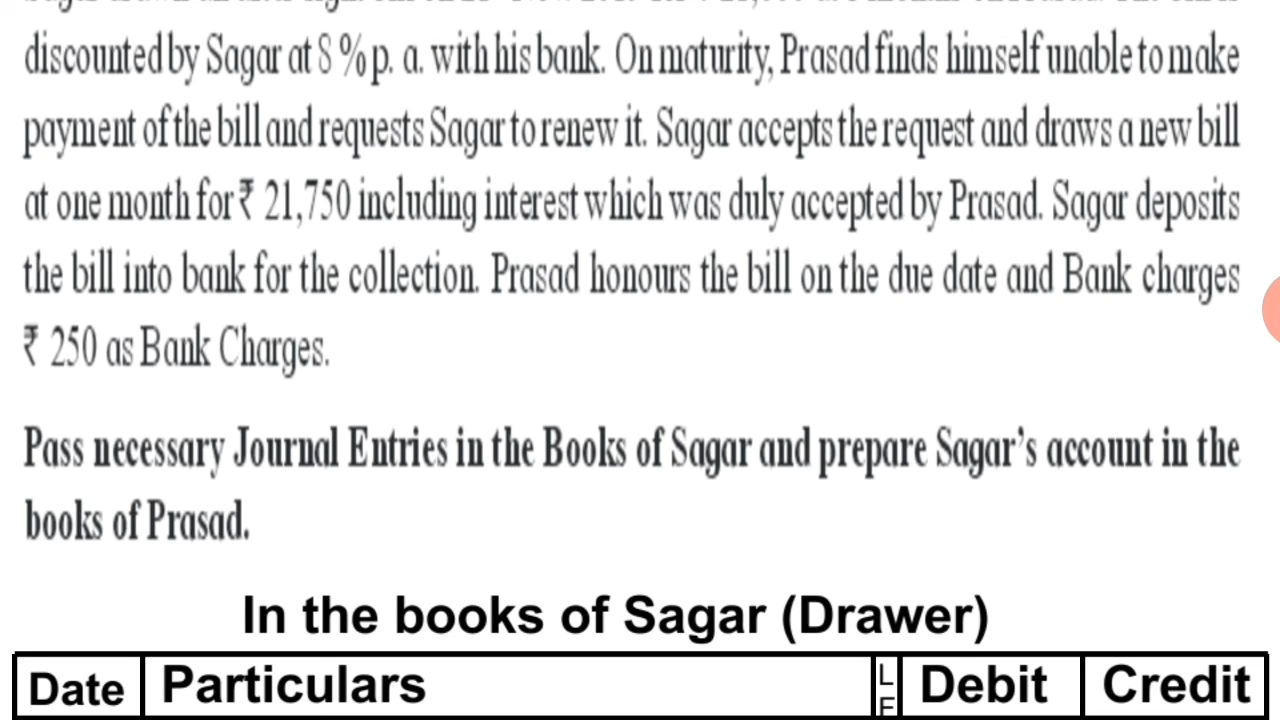 discounted by Sagar at 8 % p. a. with his bank. On maturity, Prasad finds himself unable to make
payment of the bill and requests Sagar to renew it. Sagar accepts the request and draws a new bill
at one month for ₹ 21,750 including interest which was duly accepted by Prasad. Sagar deposits
the bill into bank for the collection. Prasad honours the bill on the due date and Bank charges
₹ 250 as Bank Charges.
Pass necessary Journal Entries in the Books of Sagar and prepare Sagar's account in the
books of Prasad.
In the books of Sagar (Drawer)
Date Particulars L F Debit Credit